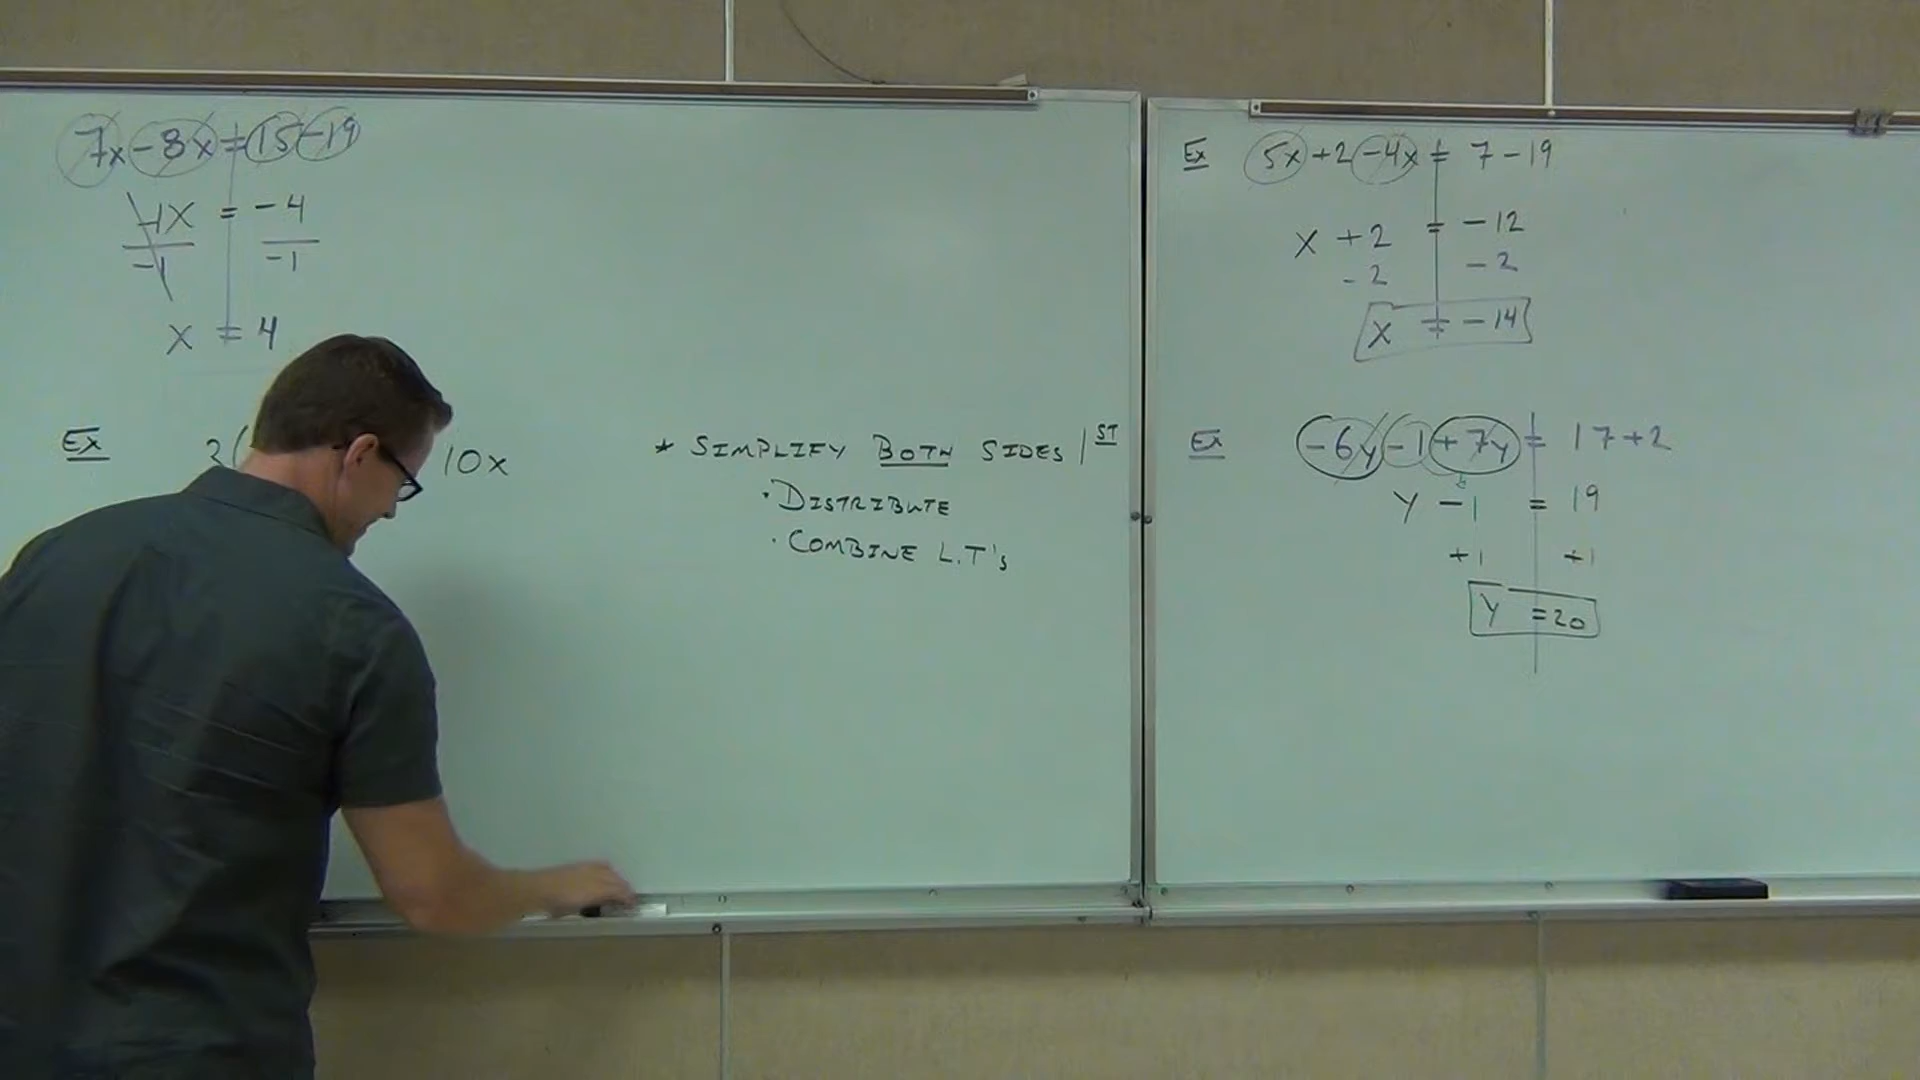 7x - 8x = 15 - 19
-1x = -4
-1 -1
x = 4
Ex 10x
* SIMPLIFY BOTH SIDES 1ST
· DISTRIBUTE
· COMBINE L.T's
Ex 5x + 2 - 4x = 7 - 19
x + 2 = -12
- 2 - 2
x = -14
Ex -6y - 1 + 7y = 17 + 2
y - 1 = 19
+1 +1
y = 20